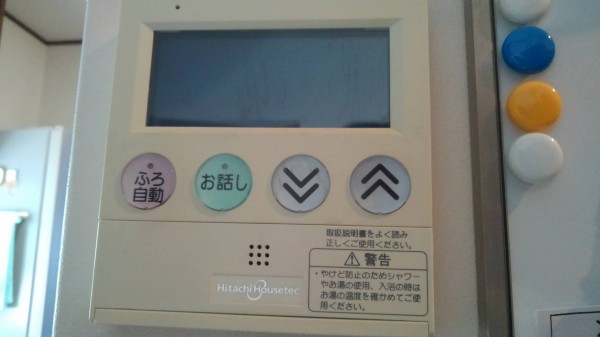 ふろ
自動
お話し
取扱説明書をよく読み
正しくご使用ください。
警告
・やけど防止のためシャワー
やお湯の使用、入浴の時は
お湯の温度を確かめてご使
用ください。
Hitachi Housetec